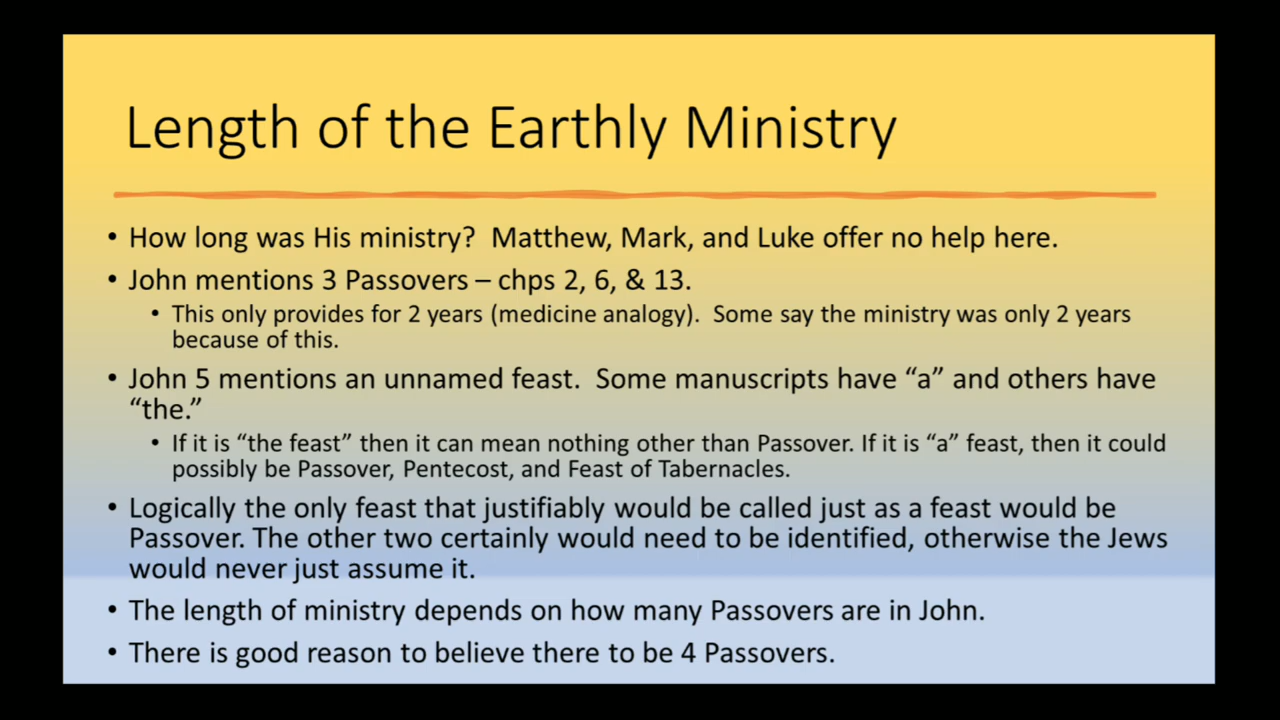 Length of the Earthly Ministry
• How long was His ministry?  Matthew, Mark, and Luke offer no help here.
• John mentions 3 Passovers – chps 2, 6, & 13.
• This only provides for 2 years (medicine analogy).  Some say the ministry was only 2 years
because of this.
• John 5 mentions an unnamed feast.  Some manuscripts have “a” and others have
“the.”
• If it is “the feast” then it can mean nothing other than Passover. If it is “a” feast, then it could
possibly be Passover, Pentecost, and Feast of Tabernacles.
• Logically the only feast that justifiably would be called just as a feast would be
Passover. The other two certainly would need to be identified, otherwise the Jews
would never just assume it.
• The length of ministry depends on how many Passovers are in John.
• There is good reason to believe there to be 4 Passovers.